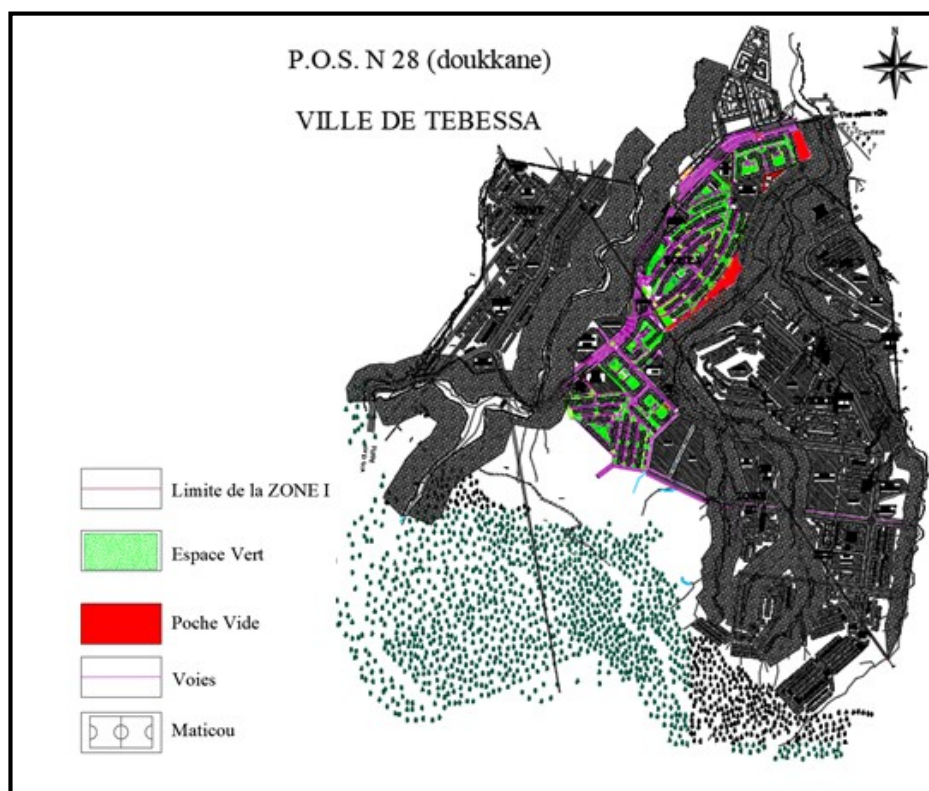 P.O.S. N 28 (doukkane)
VILLE DE TEBESSA
N
Limite de la ZONE I
Espace Vert
Poche Vide
Voies
Maticou